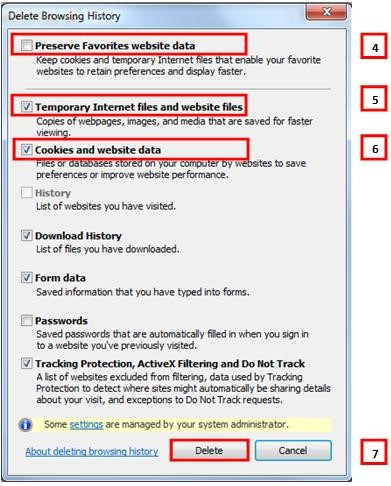 Delete Browsing History
Preserve Favorites website data
4
Keep cookies and temporary Internet files that enable your favorite
websites to retain preferences and display faster.
5
Temporary Internet files and website files
Copies of webpages, images, and media that are saved for faster
viewing.
Cookies and website data
6
Files or databases stored on your computer by websites to save
preferences or improve website performance.
History
List of websites you have visited.
Download History
List of files you have downloaded.
Form data
Saved information that you have typed into forms.
Passwords
Saved passwords that are automatically filled in when you sign in
to a website you've previously visited.
Tracking Protection, ActiveX Filtering and Do Not Track
A list of websites excluded from filtering, data used by Tracking
Protection to detect where sites might automatically be sharing details
about your visit, and exceptions to Do Not Track requests.
Some settings are managed by your system administrator.
About deleting browsing history
Delete
Cancel
7